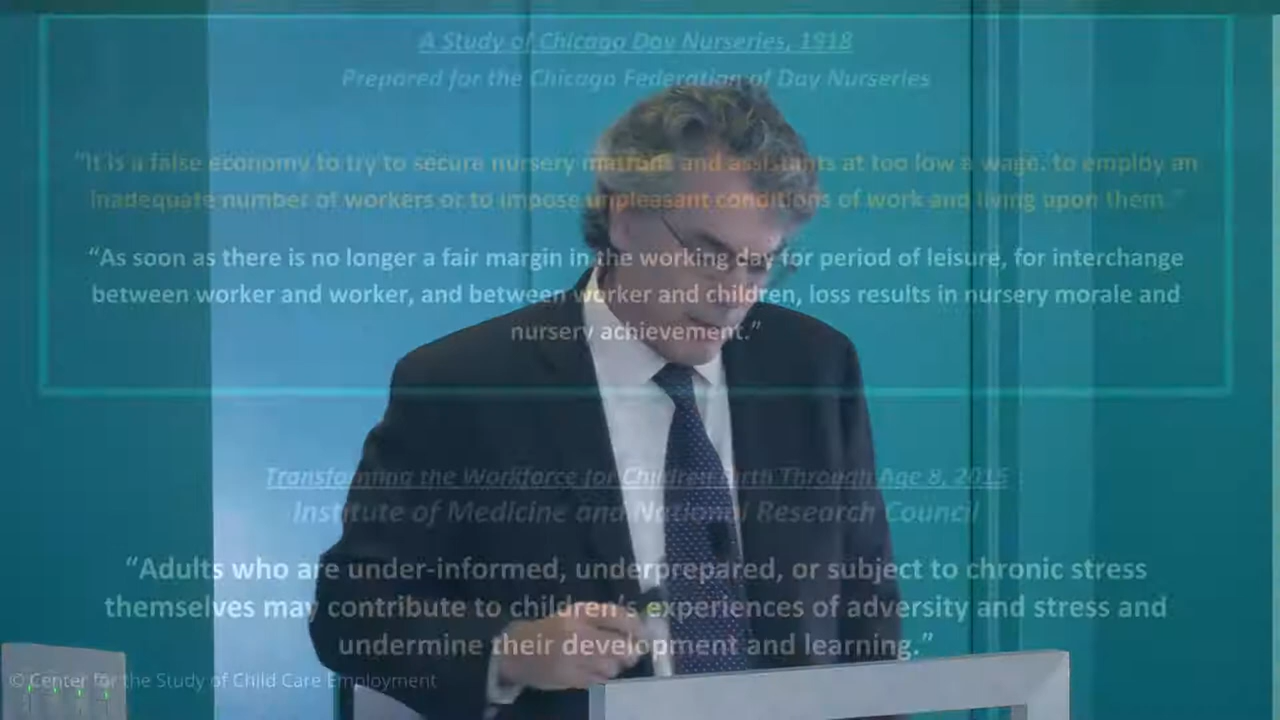 A Study of Chicago Day Nurseries, 1918
Prepared for the Chicago Federation of Day Nurseries
"It is a false economy to try to secure nursery matrons and assistants at too low a wage, to employ an
inadequate number of workers or to impose unpleasant conditions of work and living upon them."
"As soon as there is no longer a fair margin in the working day for period of leisure, for interchange
between worker and worker, and between worker and children, loss results in nursery morale and
nursery achievement."
Transforming the Workforce for Children Birth Through Age 8, 2015
Institute of Medicine and National Research Council
"Adults who are under-informed, underprepared, or subject to chronic stress
themselves may contribute to children's experiences of adversity and stress and
undermine their development and learning."
© Center for the Study of Child Care Employment